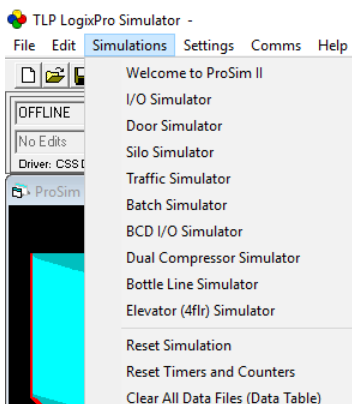 TLP LogixPro Simulator -
File Edit Simulations Settings Comms Help
Welcome to ProSim II
OFFLINE
I/O Simulator
Door Simulator
No Edits
Silo Simulator
Driver: CSS
Traffic Simulator
ProSim
Batch Simulator
BCD I/O Simulator
Dual Compressor Simulator
Bottle Line Simulator
Elevator (4flr) Simulator
Reset Simulation
Reset Timers and Counters
Clear All Data Files (Data Table)